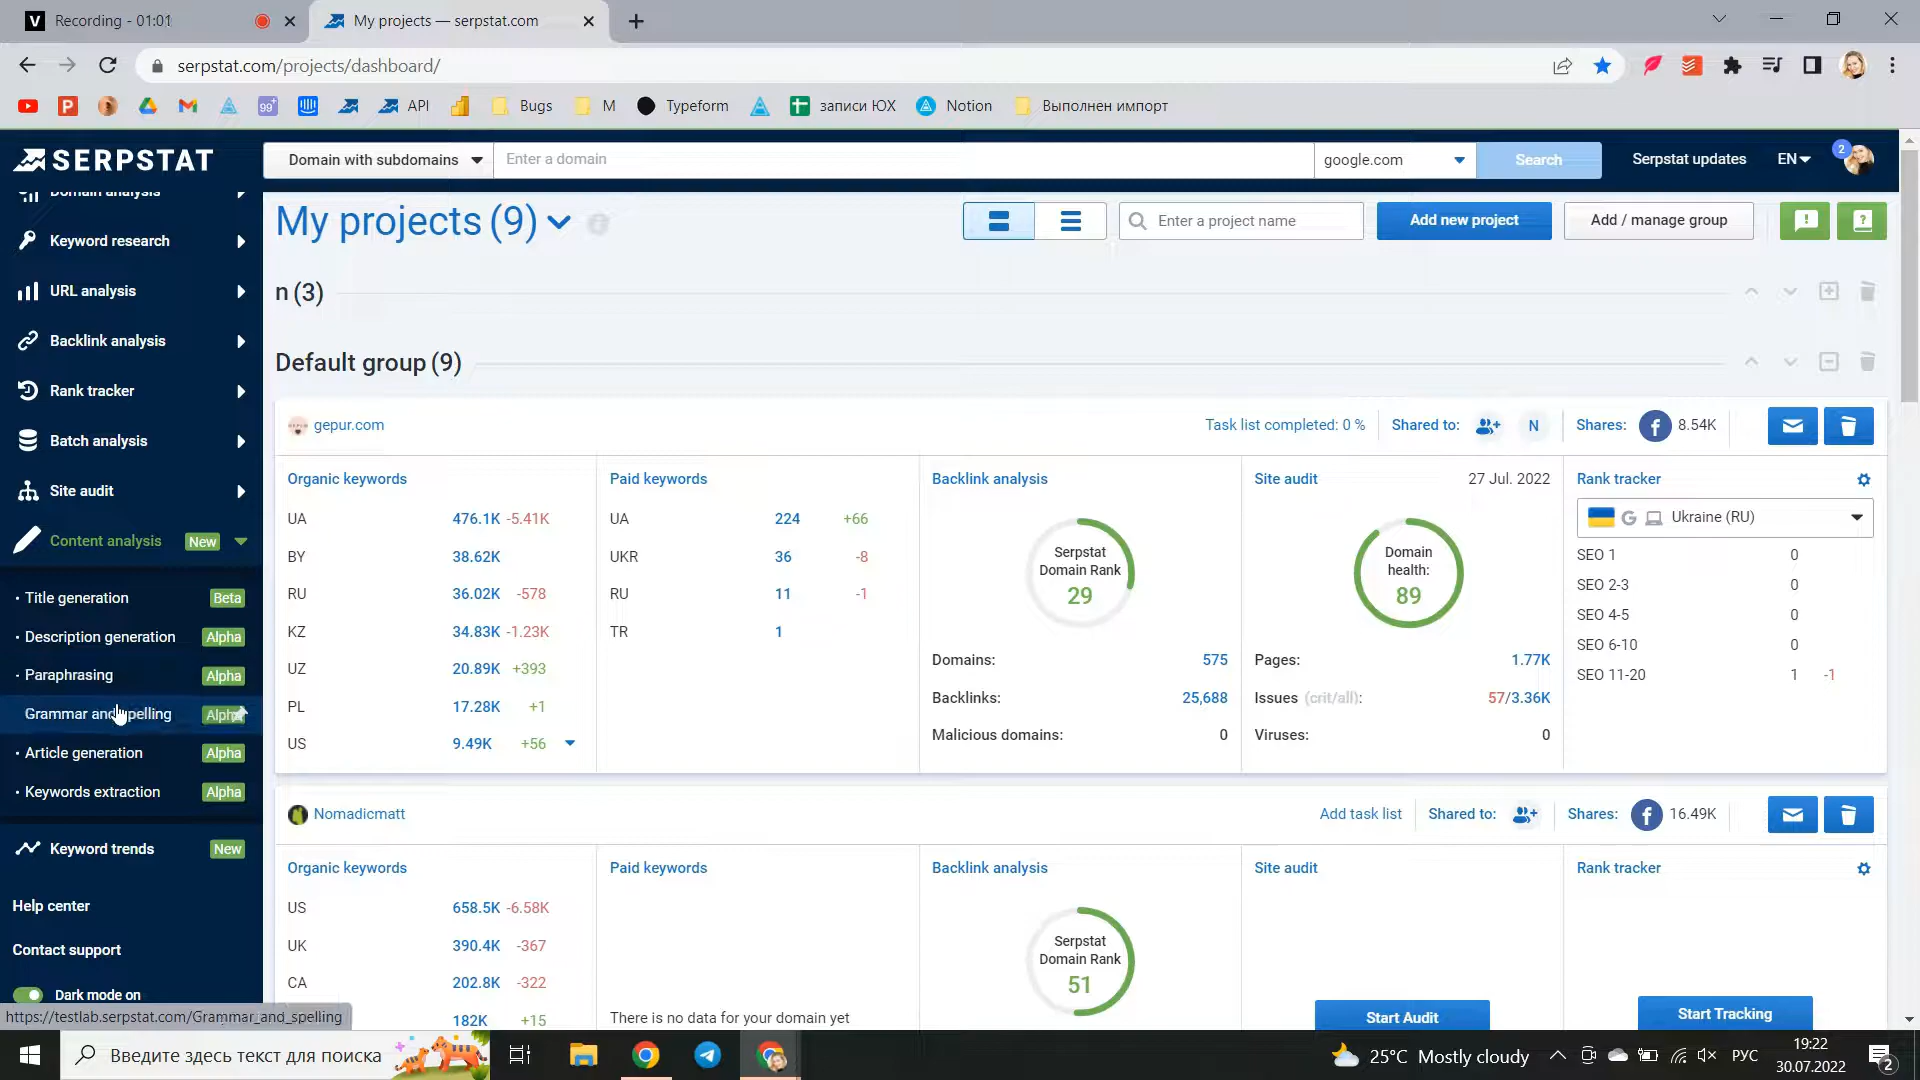 Recording - 01:01
My projects — serpstat.com
serpstat.com/projects/dashboard/
99+
API
Bugs
M
Typeform
записи ЮХ
Notion
Выполнен импорт
SERPSTAT
Domain with subdomains
Enter a domain
google.com
Search
Serpstat updates
EN
2
Domain analysis
Keyword research
URL analysis
Backlink analysis
Rank tracker
Batch analysis
Site audit
Content analysis New
· Title generation Beta
· Description generation Alpha
· Paraphrasing Alpha
Grammar and spelling Alpha
· Article generation Alpha
· Keywords extraction Alpha
Keyword trends New
Help center
Contact support
Dark mode on
https://testlab.serpstat.com/Grammar_and_spelling
My projects (9)
Enter a project name
Add new project
Add / manage group
n (3)
Default group (9)
gepur.com
Task list completed: 0 %
Shared to:
N
Shares:
8.54K
Organic keywords
UA 476.1K -5.41K
BY 38.62K
RU 36.02K -578
KZ 34.83K -1.23K
UZ 20.89K +393
PL 17.28K +1
US 9.49K +56
Paid keywords
UA 224 +66
UKR 36 -8
RU 11 -1
TR 1
Backlink analysis
Serpstat
Domain Rank
29
Domains: 575
Backlinks: 25,688
Malicious domains: 0
Site audit 27 Jul. 2022
Domain
health:
89
Pages: 1.77K
Issues (crit/all): 57/3.36K
Viruses: 0
Rank tracker
Ukraine (RU)
SEO 1 0
SEO 2-3 0
SEO 4-5 0
SEO 6-10 0
SEO 11-20 1 -1
Nomadicmatt
Add task list
Shared to:
Shares:
16.49K
Organic keywords
US 658.5K -6.58K
UK 390.4K -367
CA 202.8K -322
182K +15
Paid keywords
There is no data for your domain yet
Backlink analysis
Serpstat
Domain Rank
51
Site audit
Start Audit
Rank tracker
Start Tracking
Введите здесь текст для поиска
25°C Mostly cloudy
РУС
19:22
30.07.2022
2